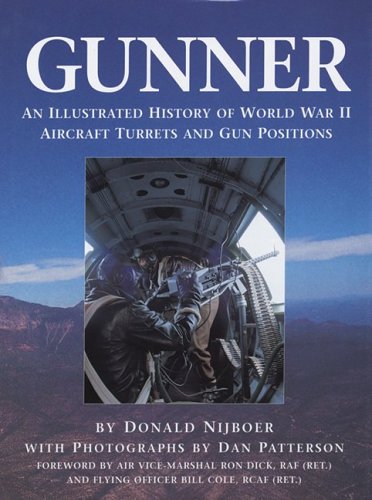 GUNNER
AN ILLUSTRATED HISTORY OF WORLD WAR II
AIRCRAFT TURRETS AND GUN POSITIONS
BY DONALD NIJBOER
WITH PHOTOGRAPHS BY DAN PATTERSON
FOREWORD BY AIR VICE-MARSHAL RON DICK, RAF (RET.)
AND FLYING OFFICER BILL COLE, RCAF (RET.)